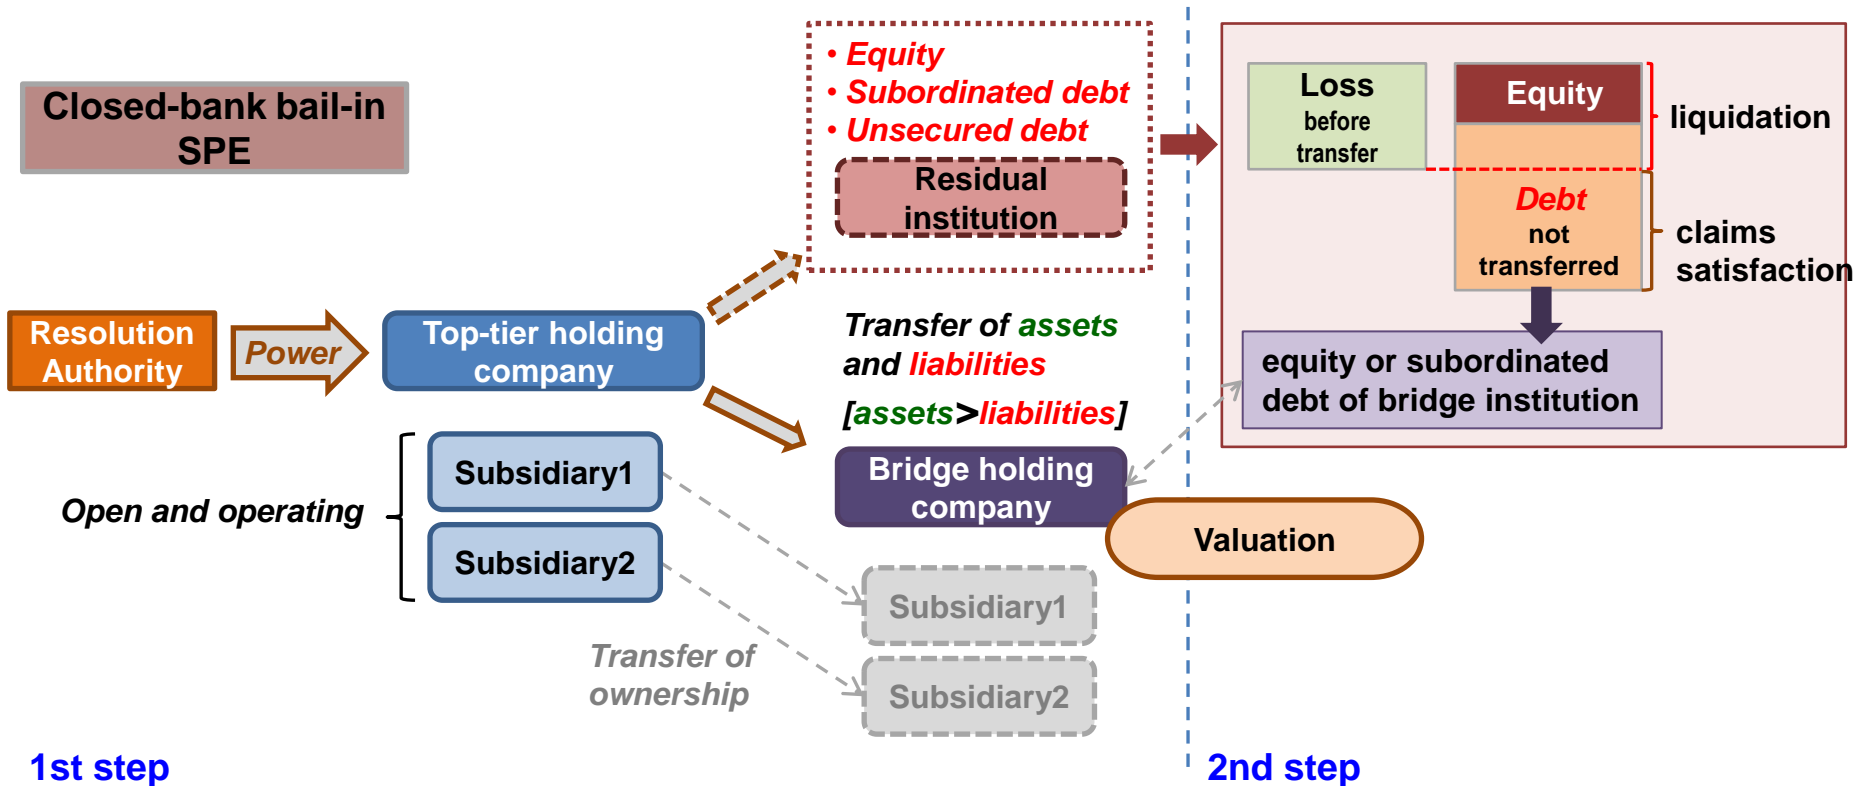 Closed-bank bail-in
SPE
Resolution
Authority
Power
Top-tier holding
company
Open and operating
Subsidiary1
Subsidiary2
Transfer of
ownership
• Equity
• Subordinated debt
• Unsecured debt
Residual
institution
Transfer of assets
and liabilities
[assets>liabilities]
Bridge holding
company
Subsidiary1
Subsidiary2
Valuation
Loss
before
transfer
Equity
liquidation
Debt
not
transferred
claims
satisfaction
equity or subordinated
debt of bridge institution
1st step
2nd step